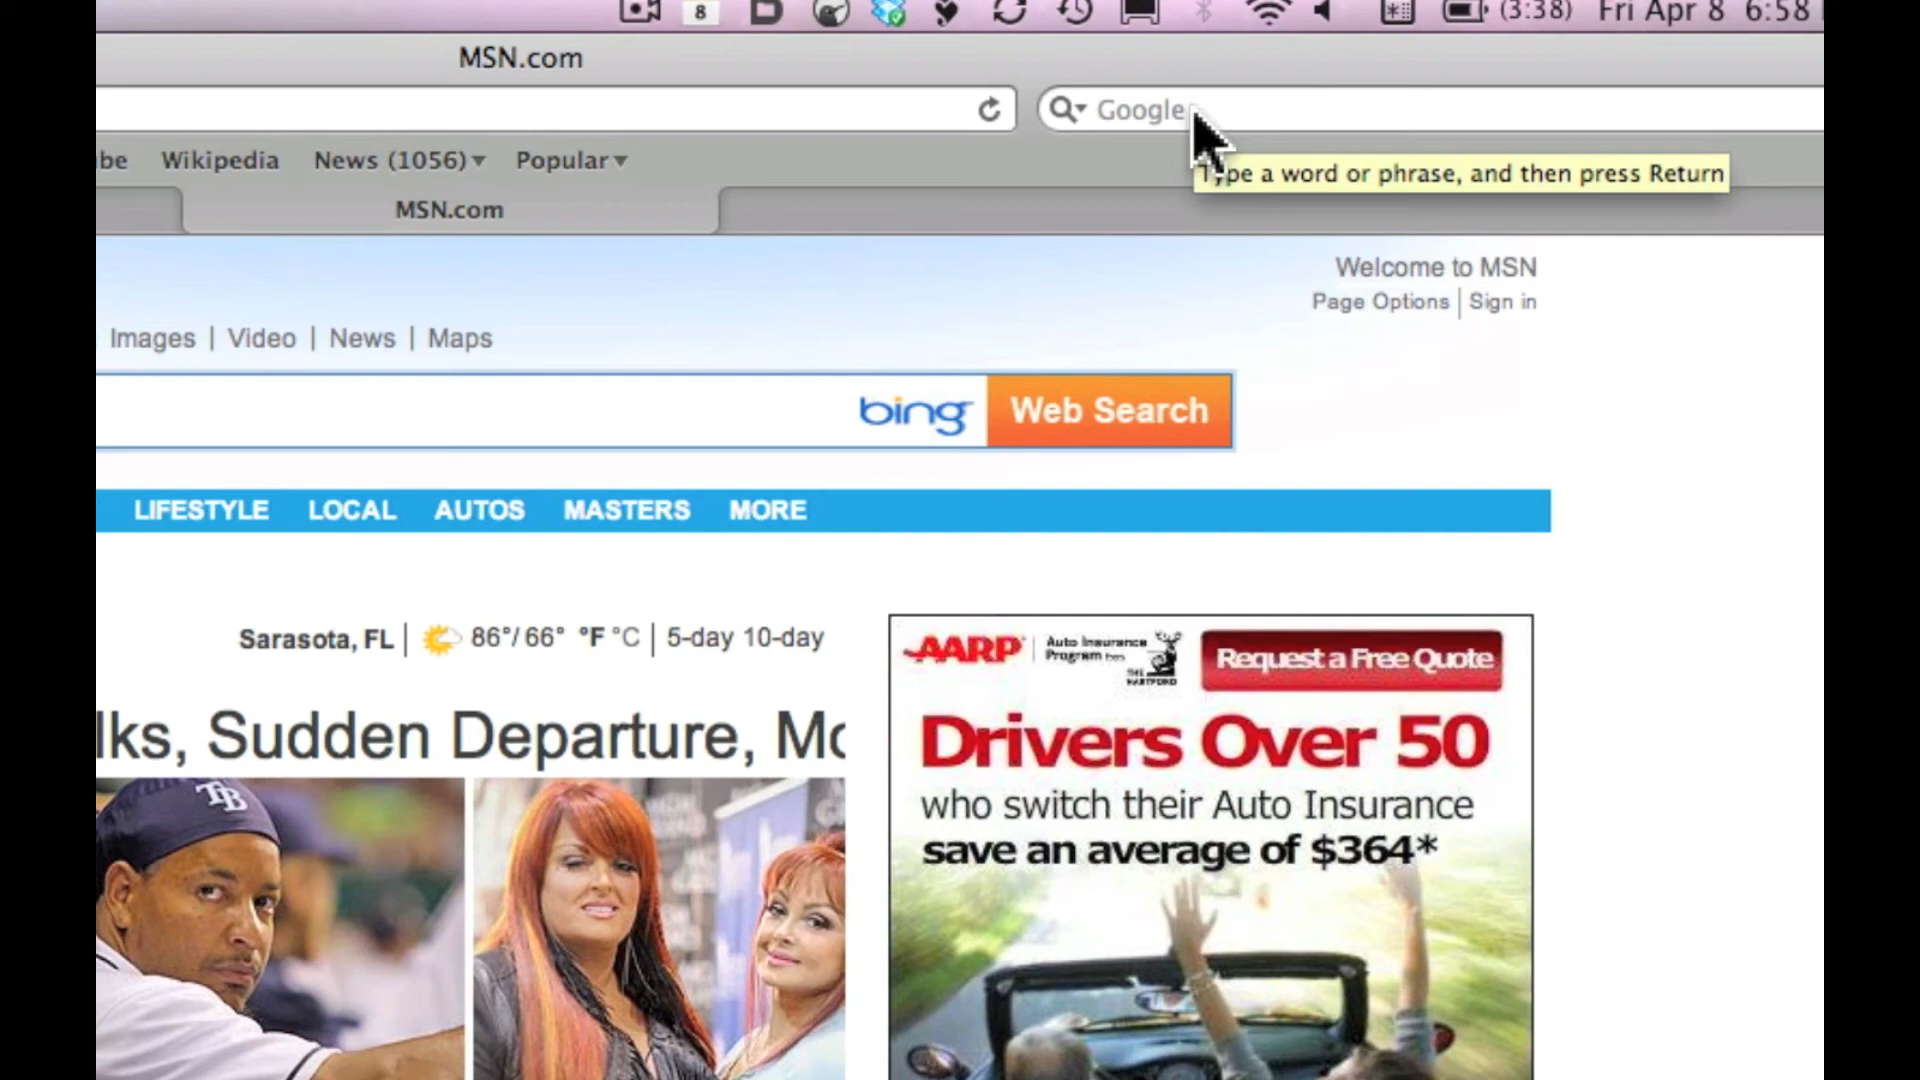 8
(3:38) Fri Apr 8 6:58
MSN.com
Google
be Wikipedia News (1056) Popular
Type a word or phrase, and then press Return
MSN.com
Welcome to MSN
Page Options | Sign in
Images | Video | News | Maps
bing Web Search
LIFESTYLE LOCAL AUTOS MASTERS MORE
Sarasota, FL | 86°/ 66° °F °C | 5-day 10-day
lks, Sudden Departure, Mo
TB
AARP Auto Insurance
Program from
THE
HARTFORD
Request a Free Quote
Drivers Over 50
who switch their Auto Insurance
save an average of $364*